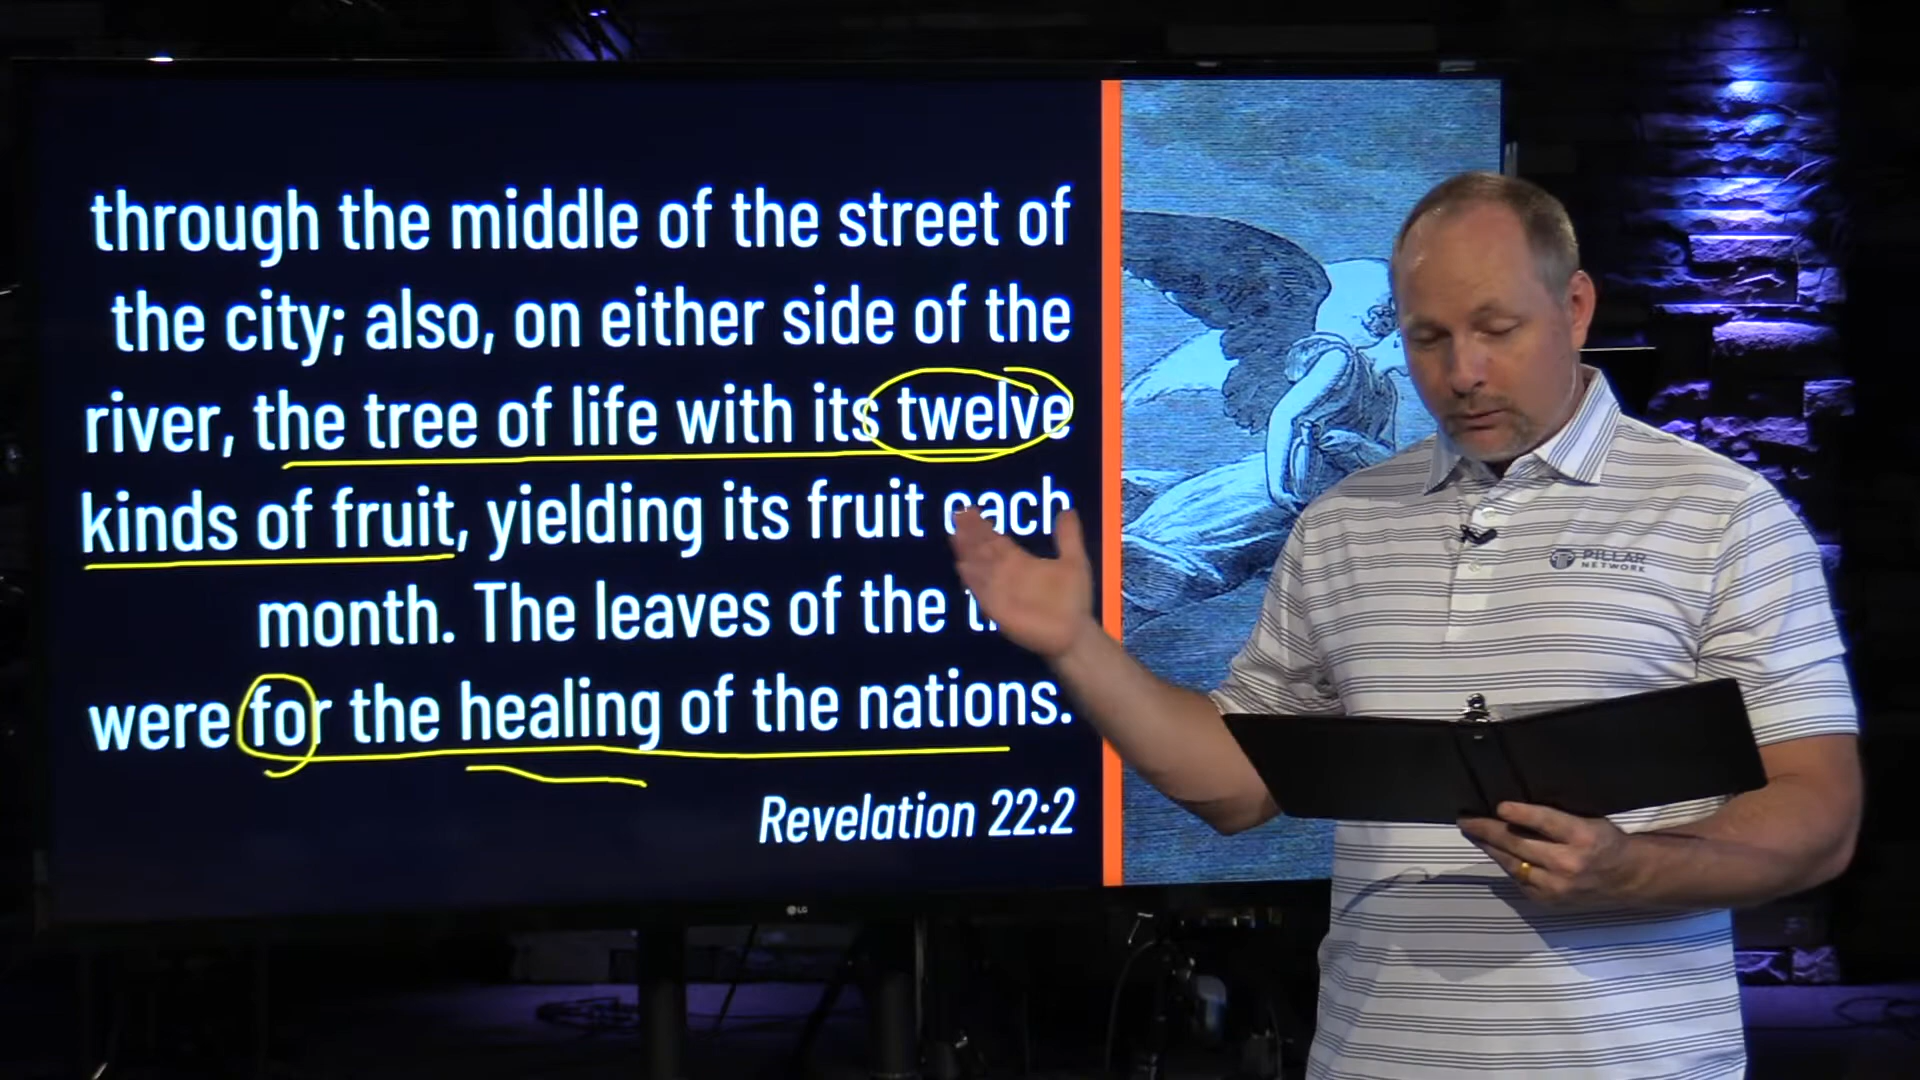 through the middle of the street of
the city; also, on either side of the
river, the tree of life with its twelve
kinds of fruit, yielding its fruit each
month. The leaves of the
were for the healing of the nations.
Revelation 22:2
LG
PILLAR
NETWORK